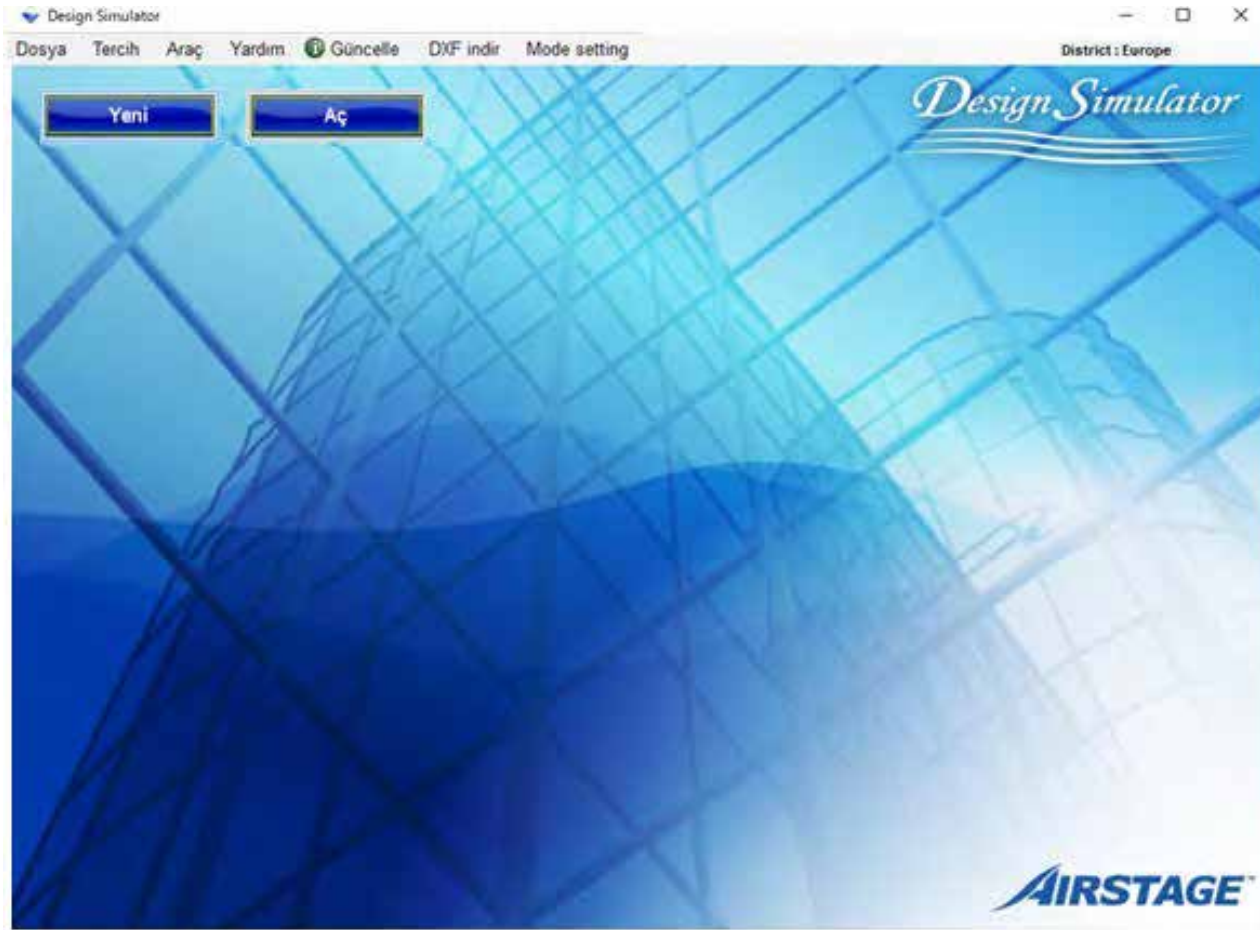 Design Simulator
Dosya Tercih Araç Yardım Güncelle DXF indir Mode setting District : Europe
Yeni Aç
Design Simulator
AIRSTAGE